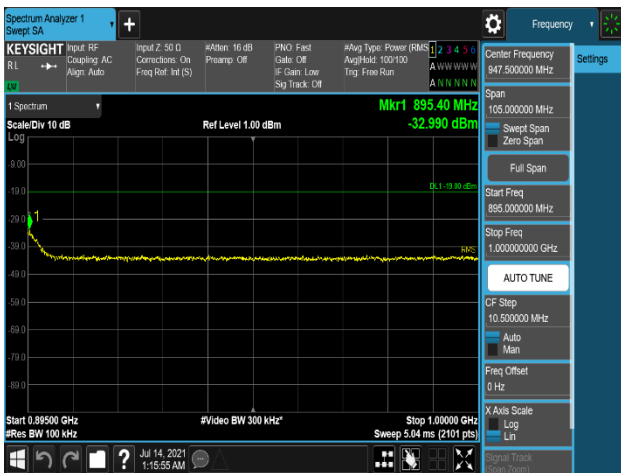 Spectrum Analyzer 1
Swept SA
+
Frequency
KEYSIGHT
RL
Input: RF
Coupling: AC
Align: Auto
Input Z: 50 Ω
Corrections: On
Freq Ref: Int (S)
#Atten: 16 dB
Preamp: Off
PNO: Fast
Gate: Off
IF Gain: Low
Sig Track: Off
#Avg Type: Power (RMS
Avg|Hold: 100/100
Trig: Free Run
1 2 3 4 5 6
A W W W W W
A N N N N N
1 Spectrum
Scale/Div 10 dB
Log
Ref Level 1.00 dBm
Mkr1 895.40 MHz
-32.990 dBm
-9.00
-19.0
-29.0
-39.0
-49.0
-59.0
-69.0
-79.0
-89.0
DL1 -19.00 dBm
1
RMS
Start 0.89500 GHz
#Res BW 100 kHz
#Video BW 300 kHz*
Stop 1.00000 GHz
Sweep 5.04 ms (2101 pts)
Jul 14, 2021
1:15:55 AM
?
Center Frequency
947.500000 MHz
Span
105.000000 MHz
Swept Span
Zero Span
Full Span
Start Freq
895.000000 MHz
Stop Freq
1.000000000 GHz
AUTO TUNE
CF Step
10.500000 MHz
Auto
Man
Freq Offset
0 Hz
X Axis Scale
Log
Lin
Signal Track
(Span Zoom)
Settings